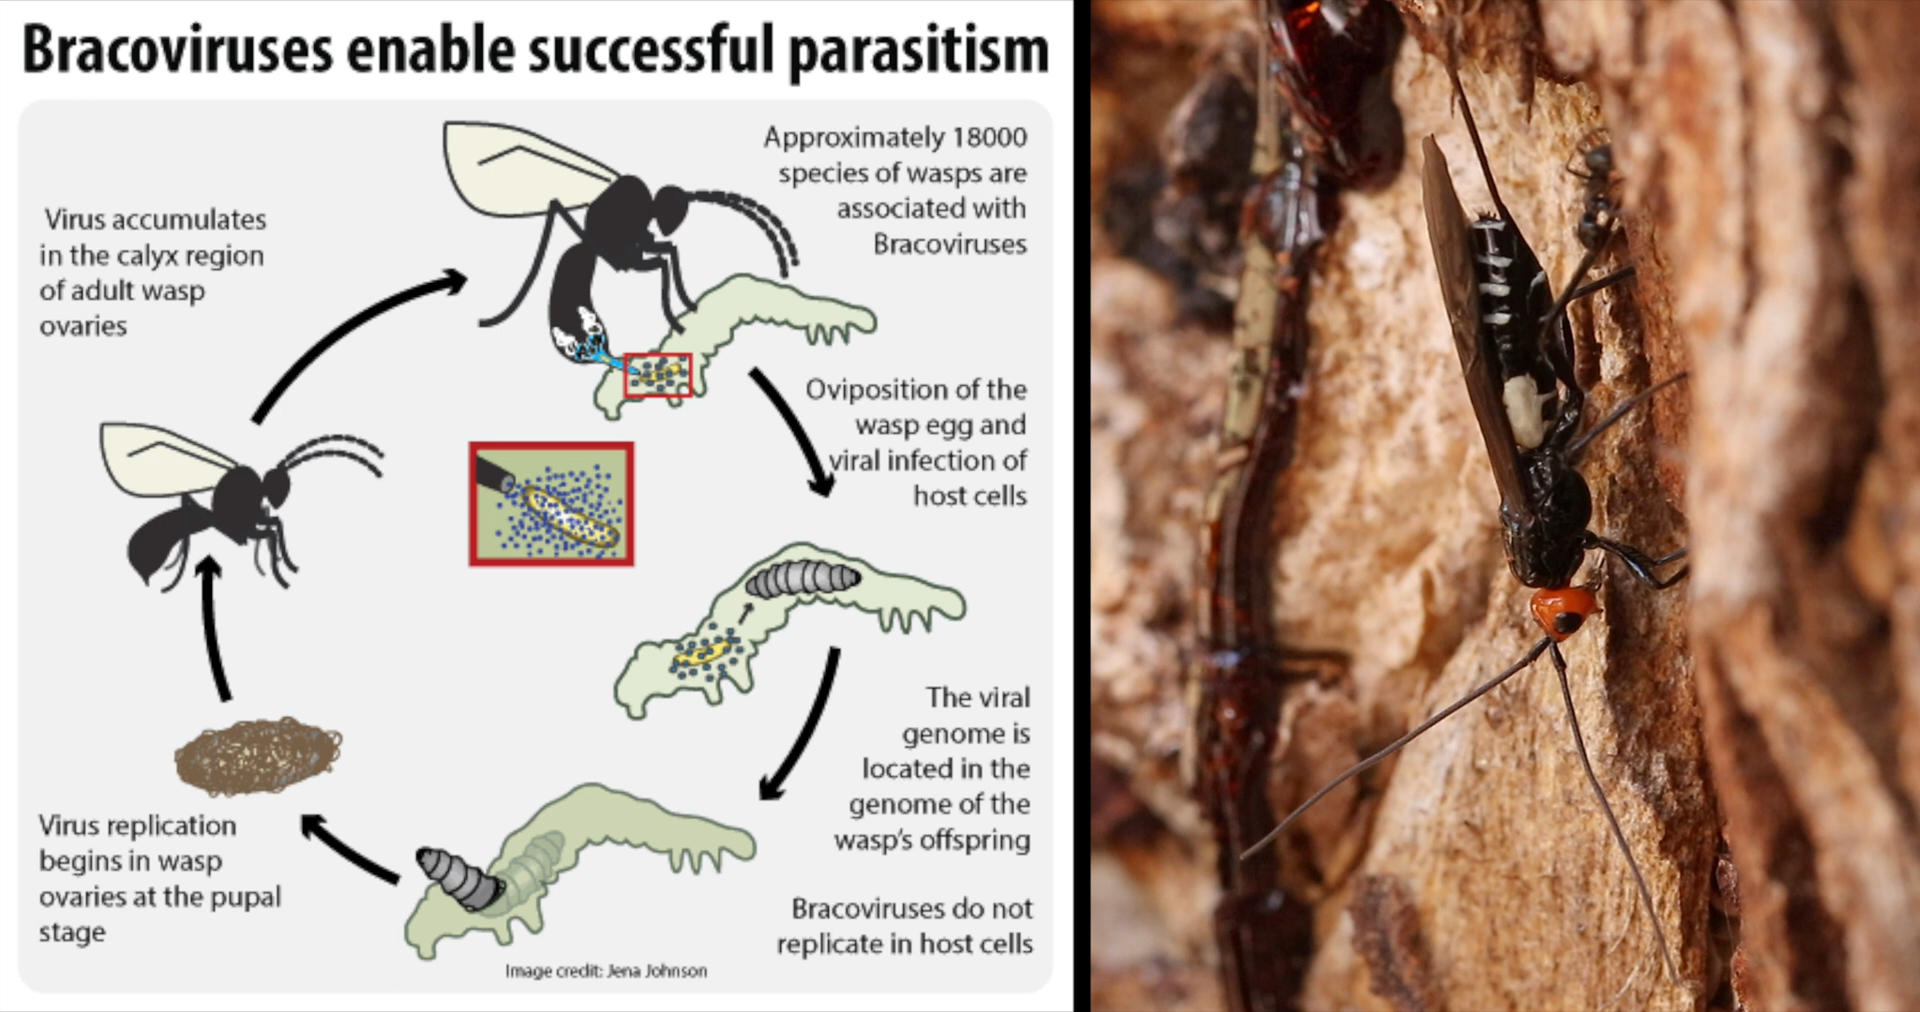 Bracoviruses enable successful parasitism
Approximately 18000
species of wasps are
associated with
Bracoviruses
Virus accumulates
in the calyx region
of adult wasp
ovaries
Oviposition of the
wasp egg and
viral infection of
host cells
The viral
genome is
located in the
genome of the
wasp's offspring
Virus replication
begins in wasp
ovaries at the pupal
stage
Bracoviruses do not
replicate in host cells
Image credit: Jena Johnson